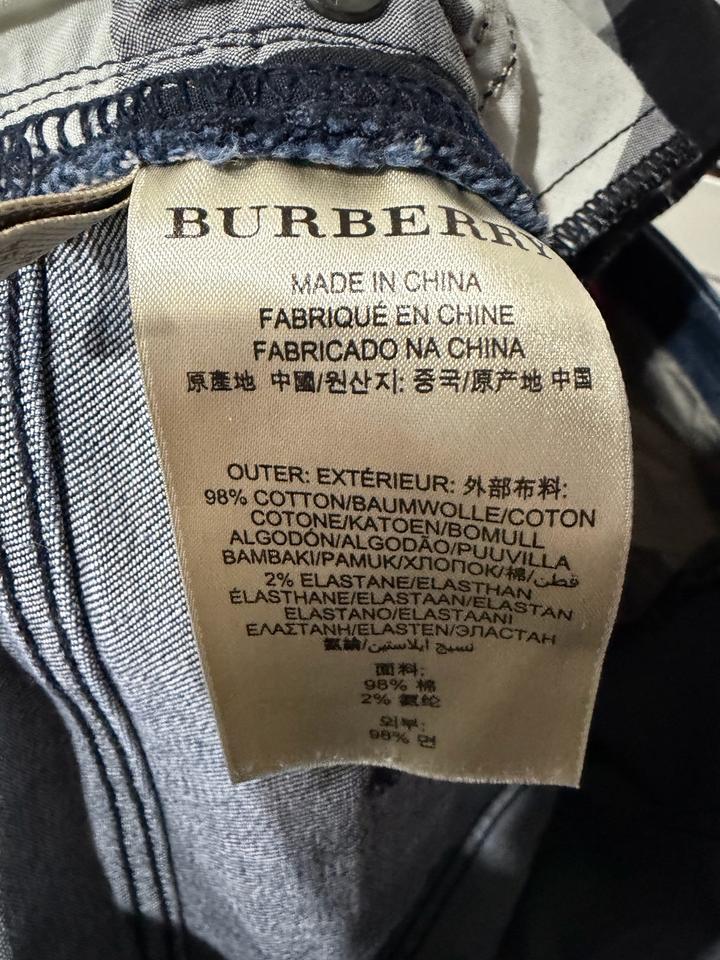 BURBERRY
MADE IN CHINA
FABRIQUÉ EN CHINE
FABRICADO NA CHINA
原產地 中國/원산지: 중국/原产地 中国
OUTER: EXTÉRIEUR: 外部布料:
98% COTTON/BAUMWOLLE/COTON
COTONE/KATOEN/BOMULL
ALGODÓN/ALGODÃO/PUUVILLA
BAMBAKI/PAMUK/ХЛОПОК/棉/قطن
2% ELASTANE/ELASTHAN
ÉLASTHANE/ELASTAAN/ELASTAN
ELASTANO/ELASTAANI
ΕΛΑΣΤΑΝΗ/ELASTEN/ЭЛАСТАН
氨綸/نسيج ايلاستين
面料:
98% 棉
2% 氨纶
외부:
98% 면